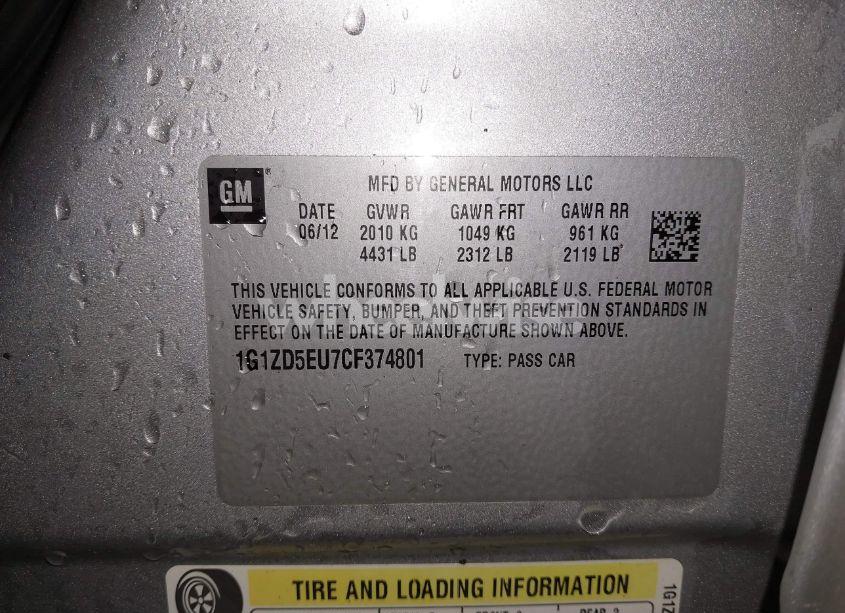 GM
MFD BY GENERAL MOTORS LLC
DATE GVWR GAWR FRT GAWR RR
06/12 2010 KG 1049 KG 961 KG
4431 LB 2312 LB 2119 LB
THIS VEHICLE CONFORMS TO ALL APPLICABLE U.S. FEDERAL MOTOR
VEHICLE SAFETY, BUMPER, AND THEFT PREVENTION STANDARDS IN
EFFECT ON THE DATE OF MANUFACTURE SHOWN ABOVE.
1G1ZD5EU7CF374801 TYPE: PASS CAR
TIRE AND LOADING INFORMATION
1G1Z